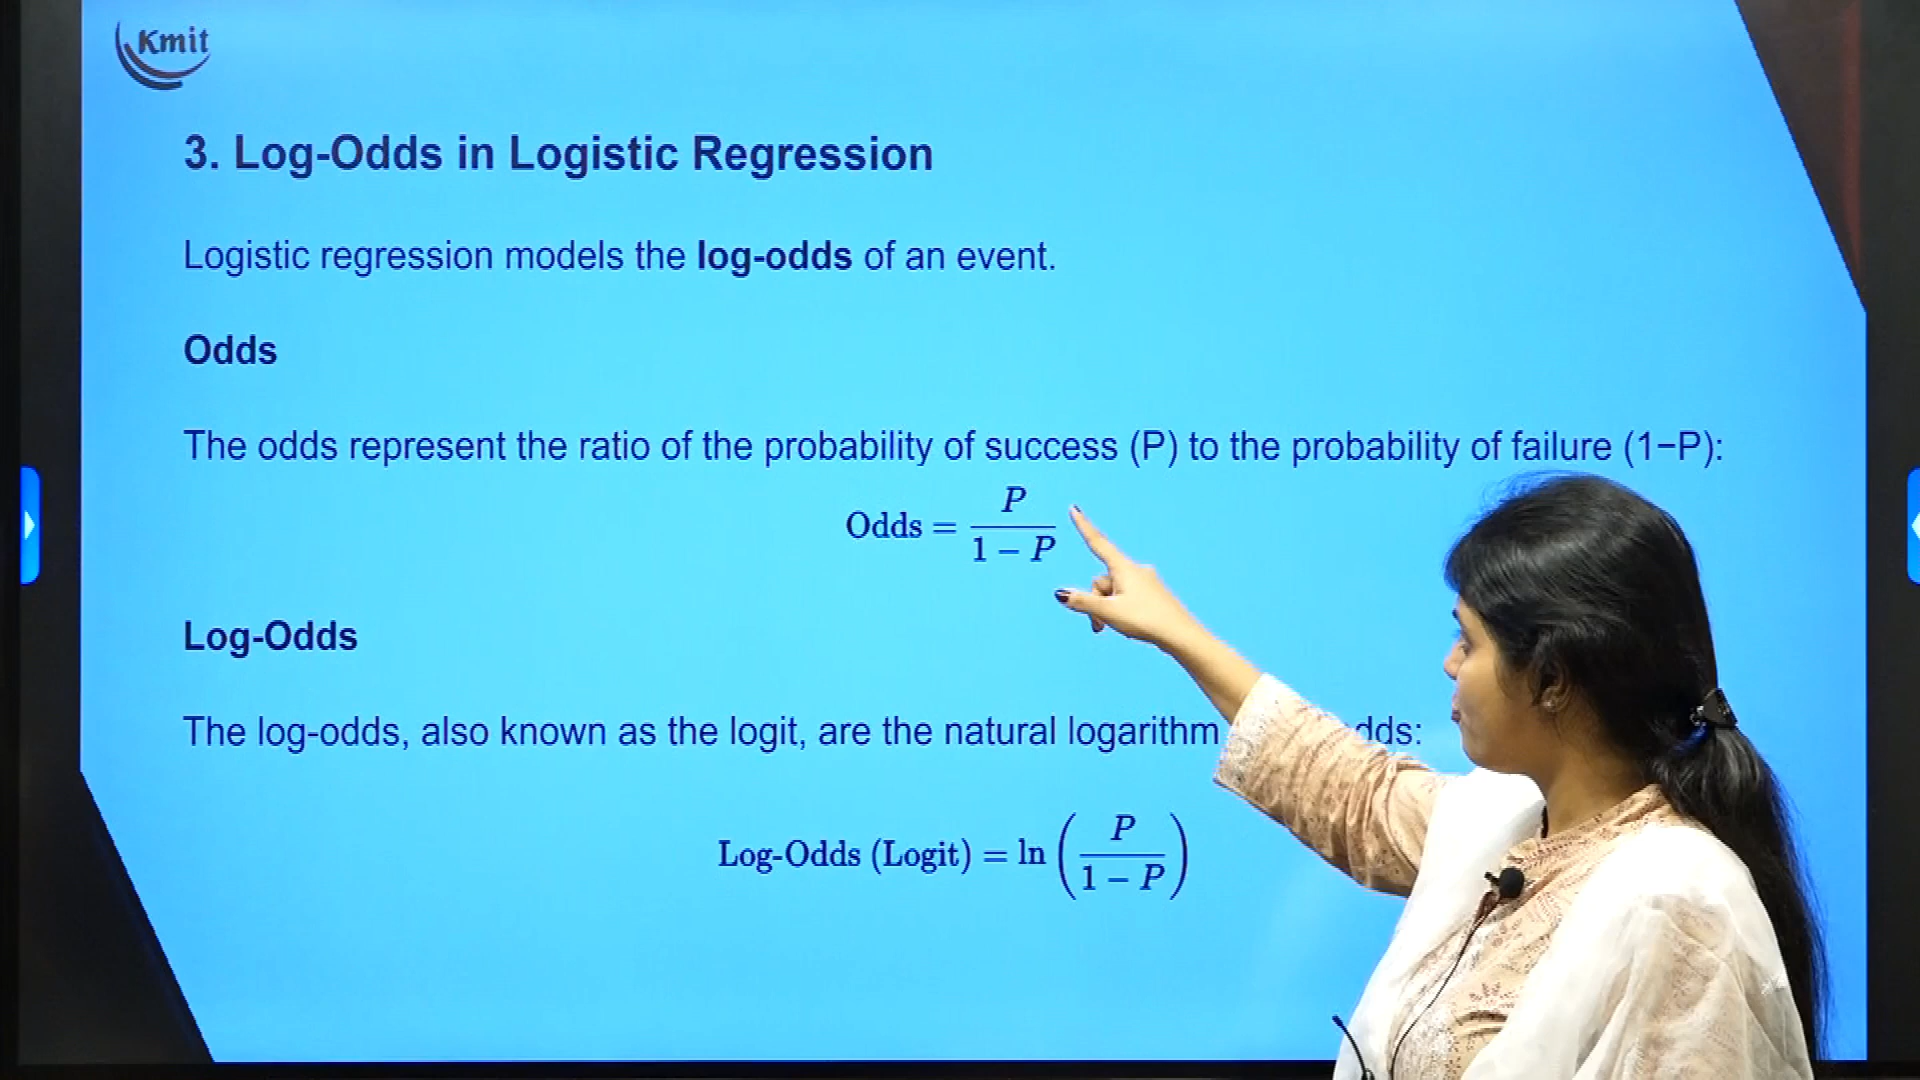 Kmit
3. Log-Odds in Logistic Regression
Logistic regression models the log-odds of an event.
Odds
The odds represent the ratio of the probability of success (P) to the probability of failure (1−P):
Odds = P / (1 − P)
Log-Odds
The log-odds, also known as the logit, are the natural logarithm dds:
Log-Odds (Logit) = ln (P / (1 − P))